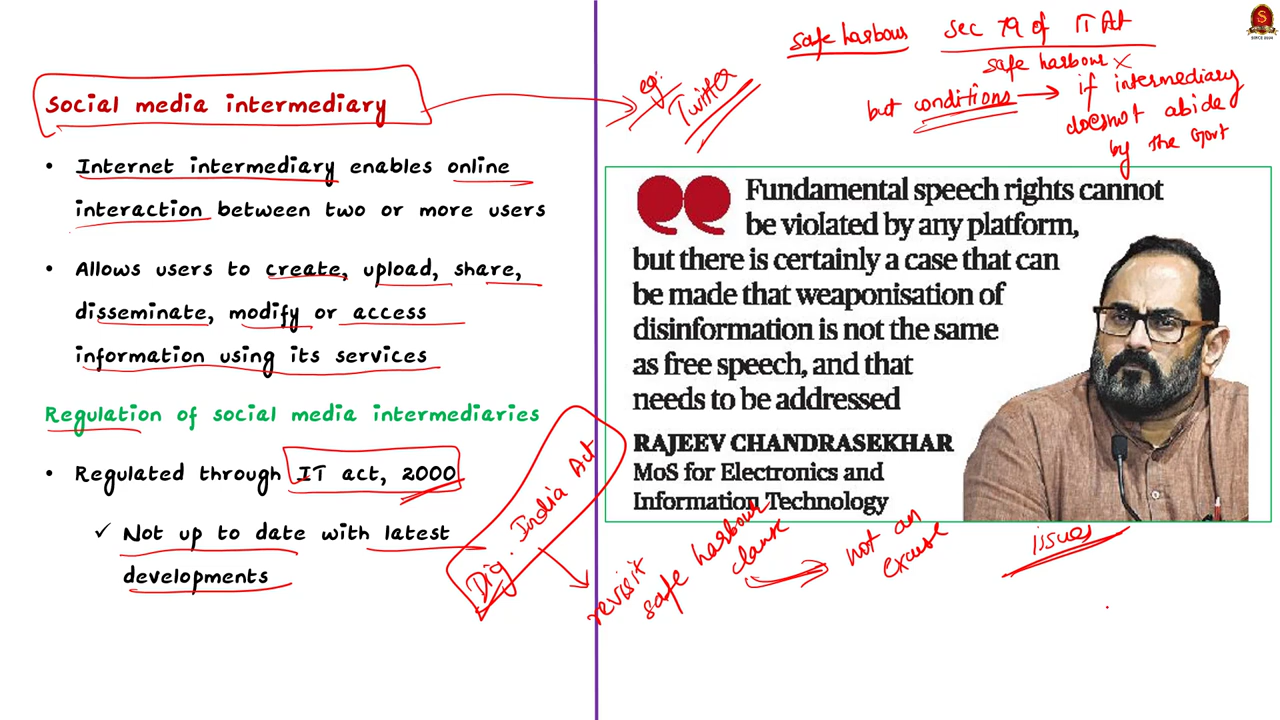 Social media intermediary
• Internet intermediary enables online
interaction between two or more users
• Allows users to create, upload, share,
disseminate, modify or access
information using its services
Regulation of social media intermediaries
• Regulated through IT act, 2000
✓ Not up to date with latest
developments
eg:
Twitter
safe harbour sec 79 of IT Act
safe harbour X
but conditions → if intermediary
doesnot abide
by the Govt
SINCE 2004
Fundamental speech rights cannot
be violated by any platform,
but there is certainly a case that can
be made that weaponisation of
disinformation is not the same
as free speech, and that
needs to be addressed
RAJEEV CHANDRASEKHAR
MoS for Electronics and
Information Technology
Dig. India Act
revisit
safe harbour
clause
not an
excuse
issues